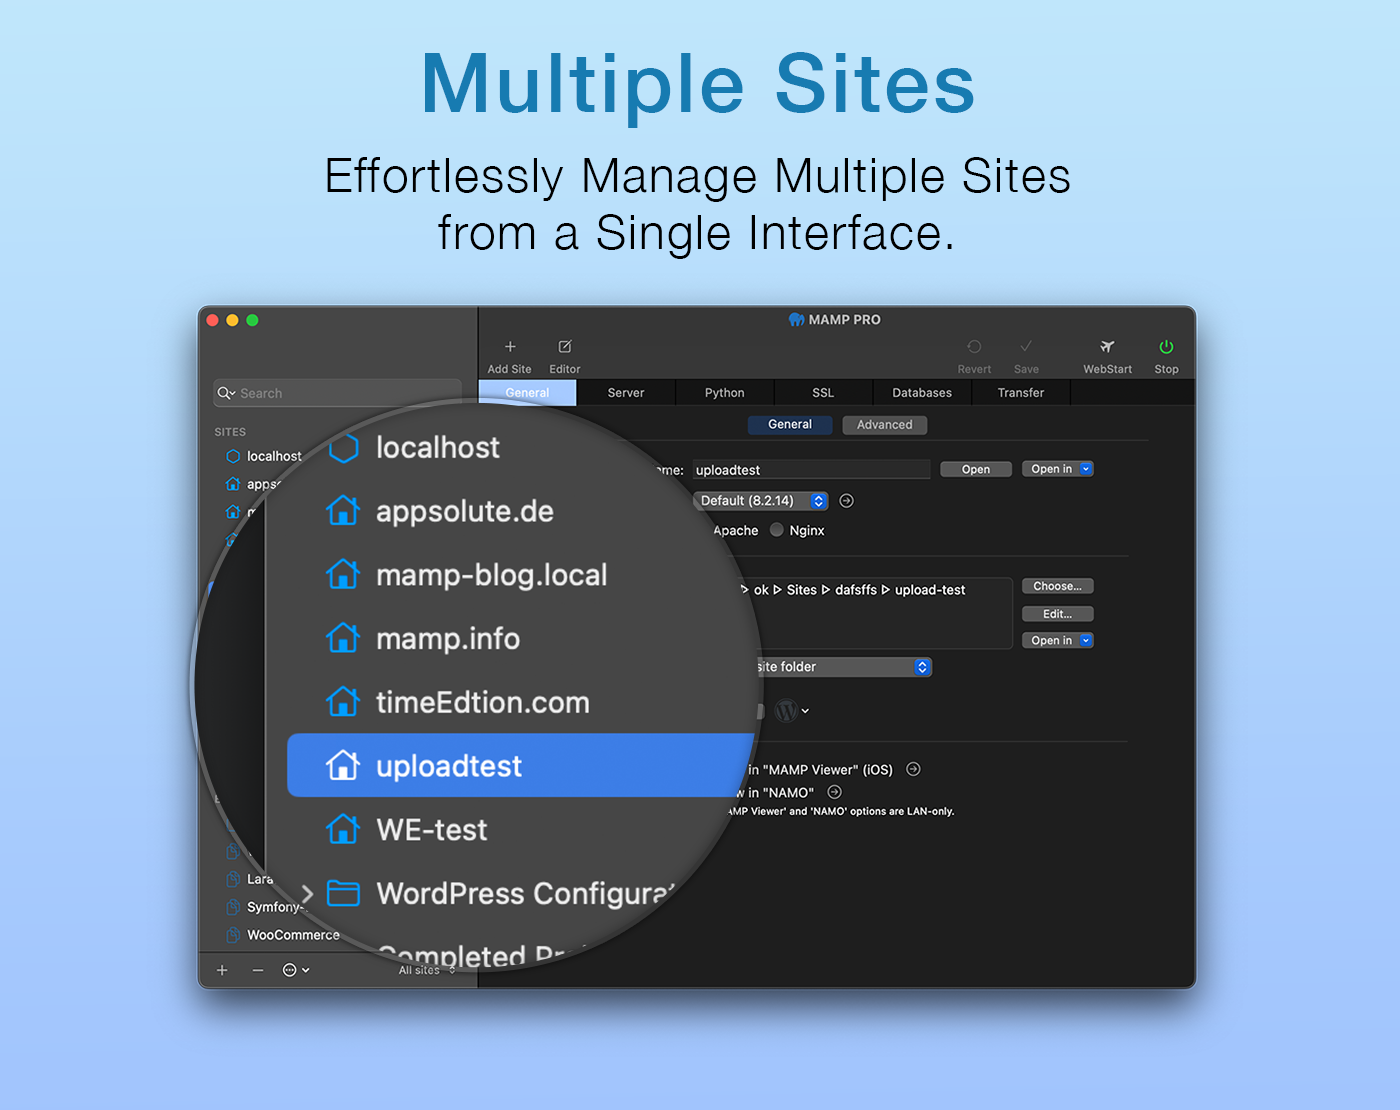 Multiple Sites
Effortlessly Manage Multiple Sites
from a Single Interface.
MAMP PRO
Add Site
Editor
Revert
Save
WebStart
Stop
Search
General
Server
Python
SSL
Databases
Transfer
General
Advanced
SITES
localhost
uploadtest
Open
Open in
Default (8.2.14)
Apache
Nginx
ok ▷ Sites ▷ dafsffs ▷ upload-test
Choose...
Edit...
Open in
site folder
in "MAMP Viewer" (iOS)
in "NAMO"
Viewer' and 'NAMO' options are LAN-only.
localhost
appsolute.de
mamp-blog.local
mamp.info
timeEdtion.com
uploadtest
WE-test
WordPress Configurat
Completed Pr
Lara
Symfony
WooCommerce
All sites